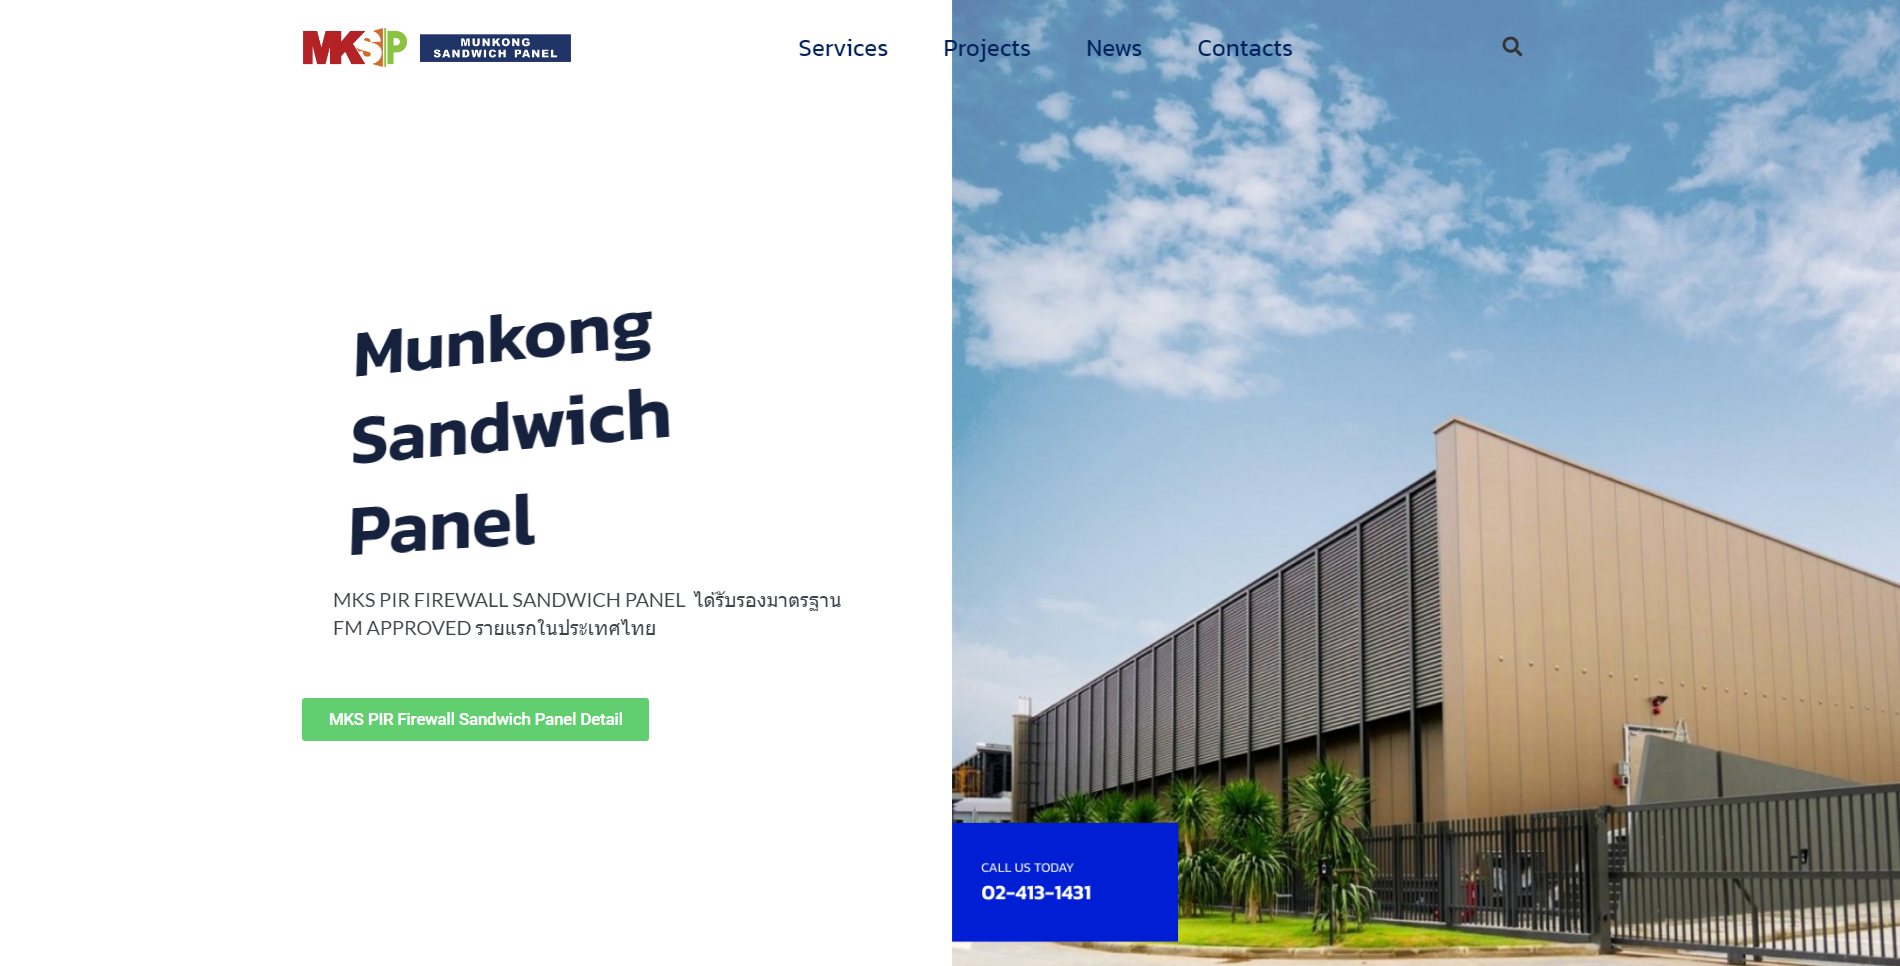 MKSP
MUNKONG
SANDWICH PANEL
Services
Projects
News
Contacts
Munkong
Sandwich
Panel
MKS PIR FIREWALL SANDWICH PANEL ได้รับรองมาตรฐาน
FM APPROVED รายแรกในประเทศไทย
MKS PIR Firewall Sandwich Panel Detail
CALL US TODAY
02-413-1431